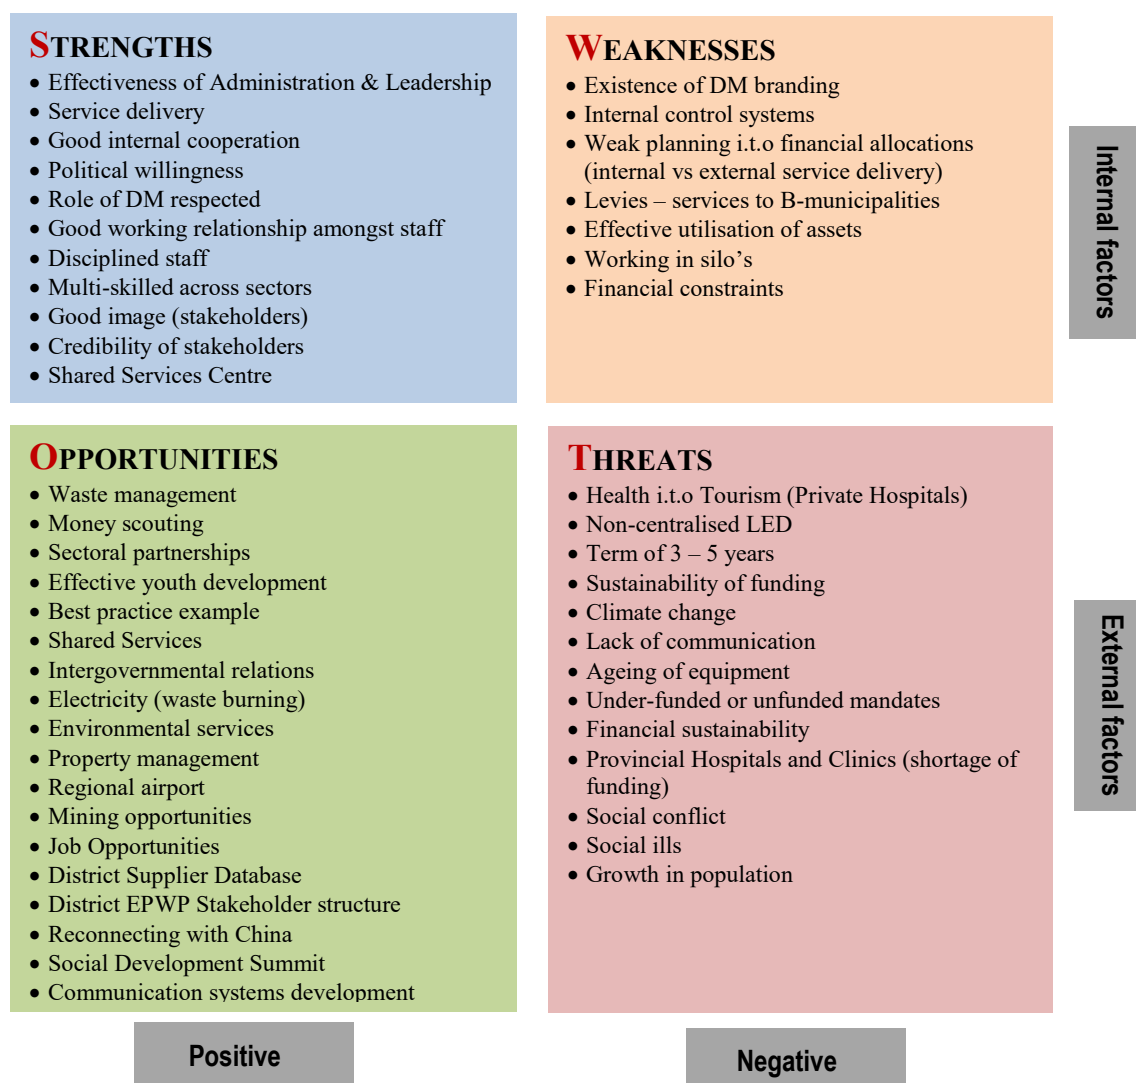 STRENGTHS
• Effectiveness of Administration & Leadership
• Service delivery
• Good internal cooperation
• Political willingness
• Role of DM respected
• Good working relationship amongst staff
• Disciplined staff
• Multi-skilled across sectors
• Good image (stakeholders)
• Credibility of stakeholders
• Shared Services Centre
WEAKNESSES
• Existence of DM branding
• Internal control systems
• Weak planning i.t.o financial allocations
(internal vs external service delivery)
• Levies – services to B-municipalities
• Effective utilisation of assets
• Working in silo’s
• Financial constraints
Internal factors
OPPORTUNITIES
• Waste management
• Money scouting
• Sectoral partnerships
• Effective youth development
• Best practice example
• Shared Services
• Intergovernmental relations
• Electricity (waste burning)
• Environmental services
• Property management
• Regional airport
• Mining opportunities
• Job Opportunities
• District Supplier Database
• District EPWP Stakeholder structure
• Reconnecting with China
• Social Development Summit
• Communication systems development
THREATS
• Health i.t.o Tourism (Private Hospitals)
• Non-centralised LED
• Term of 3 – 5 years
• Sustainability of funding
• Climate change
• Lack of communication
• Ageing of equipment
• Under-funded or unfunded mandates
• Financial sustainability
• Provincial Hospitals and Clinics (shortage of
funding)
• Social conflict
• Social ills
• Growth in population
External factors
Positive
Negative